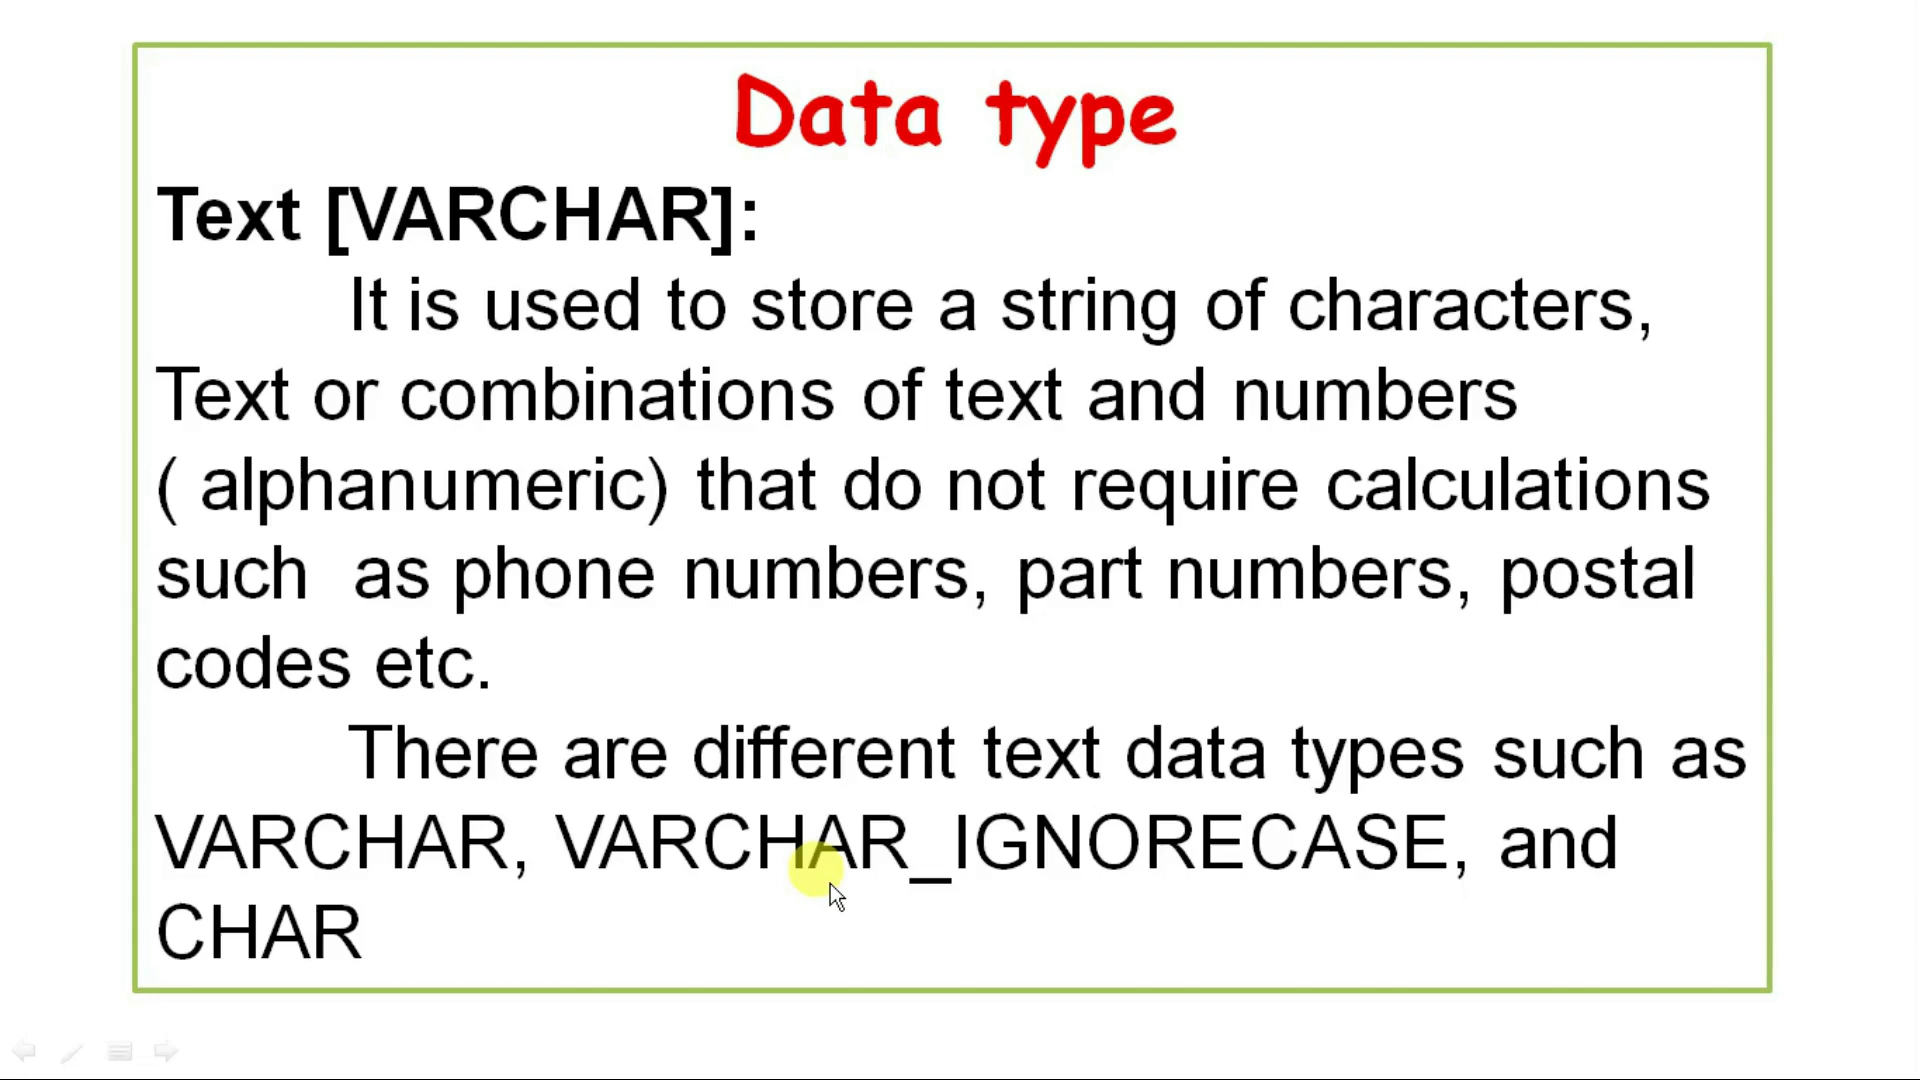 Data type
Text [VARCHAR]:
It is used to store a string of characters,
Text or combinations of text and numbers
( alphanumeric) that do not require calculations
such as phone numbers, part numbers, postal
codes etc.
There are different text data types such as
VARCHAR, VARCHAR_IGNORECASE, and
CHAR